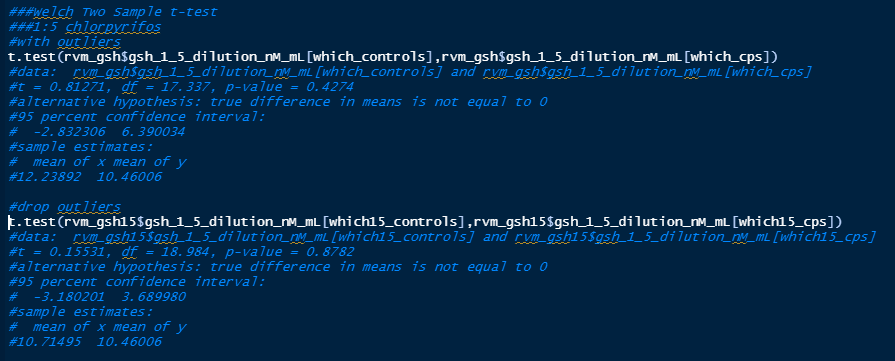 ###welch Two Sample t-test
###1:5 chlorpyrifos
#with outliers
t.test(rvm_gsh$gsh_1_5_dilution_nM_mL[which_controls],rvm_gsh$gsh_1_5_dilution_nM_mL[which_cps])
#data:  rvm_gsh$gsh_1_5_dilution_nM_mL[which_controls] and rvm_gsh$gsh_1_5_dilution_nM_mL[which_cps]
#t = 0.81271, df = 17.337, p-value = 0.4274
#alternative hypothesis: true difference in means is not equal to 0
#95 percent confidence interval:
#  -2.832306  6.390034
#sample estimates:
#  mean of x mean of y
#12.23892  10.46006
#drop outliers
t.test(rvm_gsh15$gsh_1_5_dilution_nM_mL[which15_controls],rvm_gsh15$gsh_1_5_dilution_nM_mL[which15_cps])
#data:  rvm_gsh15$gsh_1_5_dilution_nM_mL[which15_controls] and rvm_gsh15$gsh_1_5_dilution_nM_mL[which15_cps]
#t = 0.15531, df = 18.984, p-value = 0.8782
#alternative hypothesis: true difference in means is not equal to 0
#95 percent confidence interval:
#  -3.180201  3.689980
#sample estimates:
#  mean of x mean of y
#10.71495  10.46006